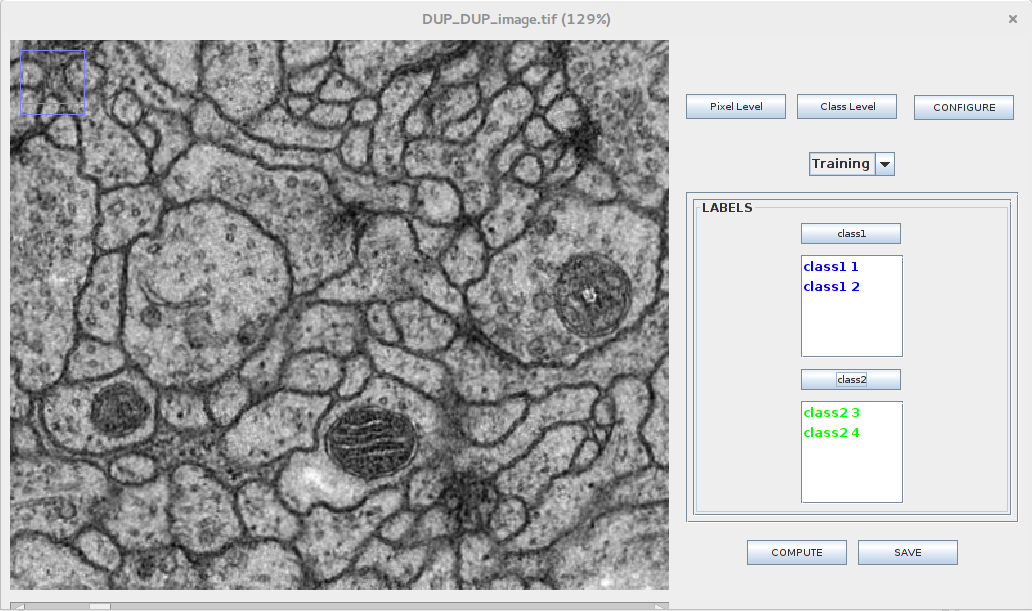 DUP_DUP_image.tif (129%)
×
Pixel Level
Class Level
CONFIGURE
Training
LABELS
class1
class1 1
class1 2
class2
class2 3
class2 4
COMPUTE
SAVE